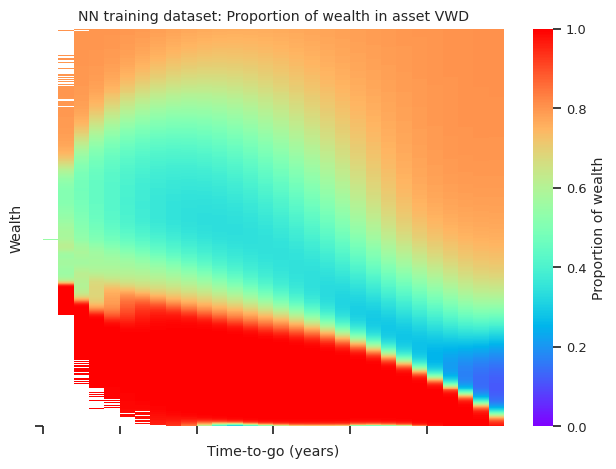 NN training dataset: Proportion of wealth in asset VWD
Wealth
Time-to-go (years)
1.0
0.8
0.6
0.4
0.2
0.0
Proportion of wealth